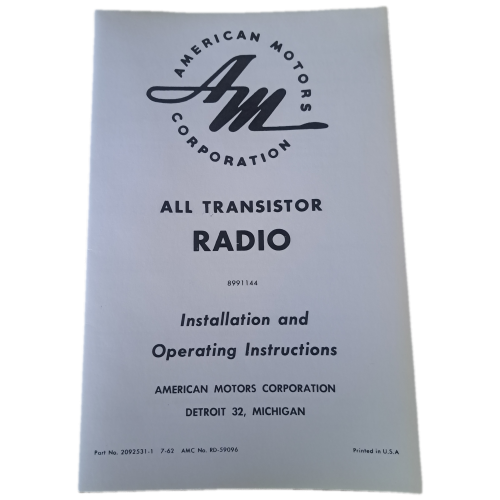 AMERICAN MOTORS
AM
CORPORATION
ALL TRANSISTOR
RADIO
8991144
Installation and
Operating Instructions
AMERICAN MOTORS CORPORATION
DETROIT 32, MICHIGAN
Part No. 2092531-1 7-62 AMC No. RD-59096 Printed in U.S.A